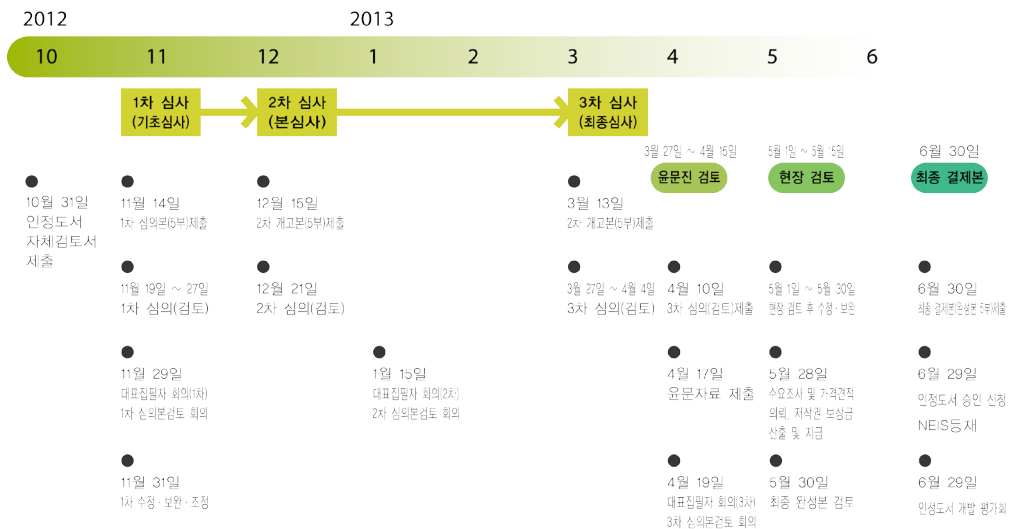 2012
2013
10
11
12
1
2
3
4
5
6
1차 심사
(기초심사)
2차 심사
(본심사)
3차 심사
(최종심사)
3월 27일 ~ 4월 15일
윤문진 검토
5월 1일 ~ 5월 15일
현장 검토
6월 30일
최종 결제본
10월 31일
인정도서
자체검토서
제출
11월 14일
1차 심의본(5부)제출
12월 15일
2차 개고본(5부)제출
3월 13일
2차 개고본(5부)제출
11월 19일 ~ 27일
1차 심의(검토)
12월 21일
2차 심의(검토)
3월 27일 ~ 4월 4일
3차 심의(검토)
4월 10일
3차 심의(검토)제출
5월 1일 ~ 5월 30일
현장 검토 후 수정·보완
6월 30일
최종 결제본(완성본 5부)제출
11월 29일
대표집필자 회의(1차)
1차 심의본검토 회의
1월 15일
대표집필자 회의(2차)
2차 심의본검토 회의
4월 17일
윤문자료 제출
5월 28일
수요조사 및 가격견적
의뢰, 저작권 보상금
산출 및 지급
6월 29일
인정도서 승인 신청
NEIS등재
11월 31일
1차 수정·보완·조정
4월 19일
대표집필자 회의(3차)
3차 심의본검토 회의
5월 30일
최종 완성본 검토
6월 29일
인성도서 개발 평가회